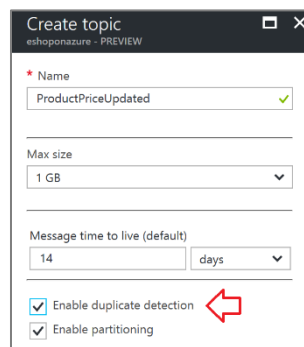 Create topic
eshoponazure - PREVIEW
* Name
ProductPriceUpdated
Max size
1 GB
Message time to live (default)
14 days
Enable duplicate detection
Enable partitioning